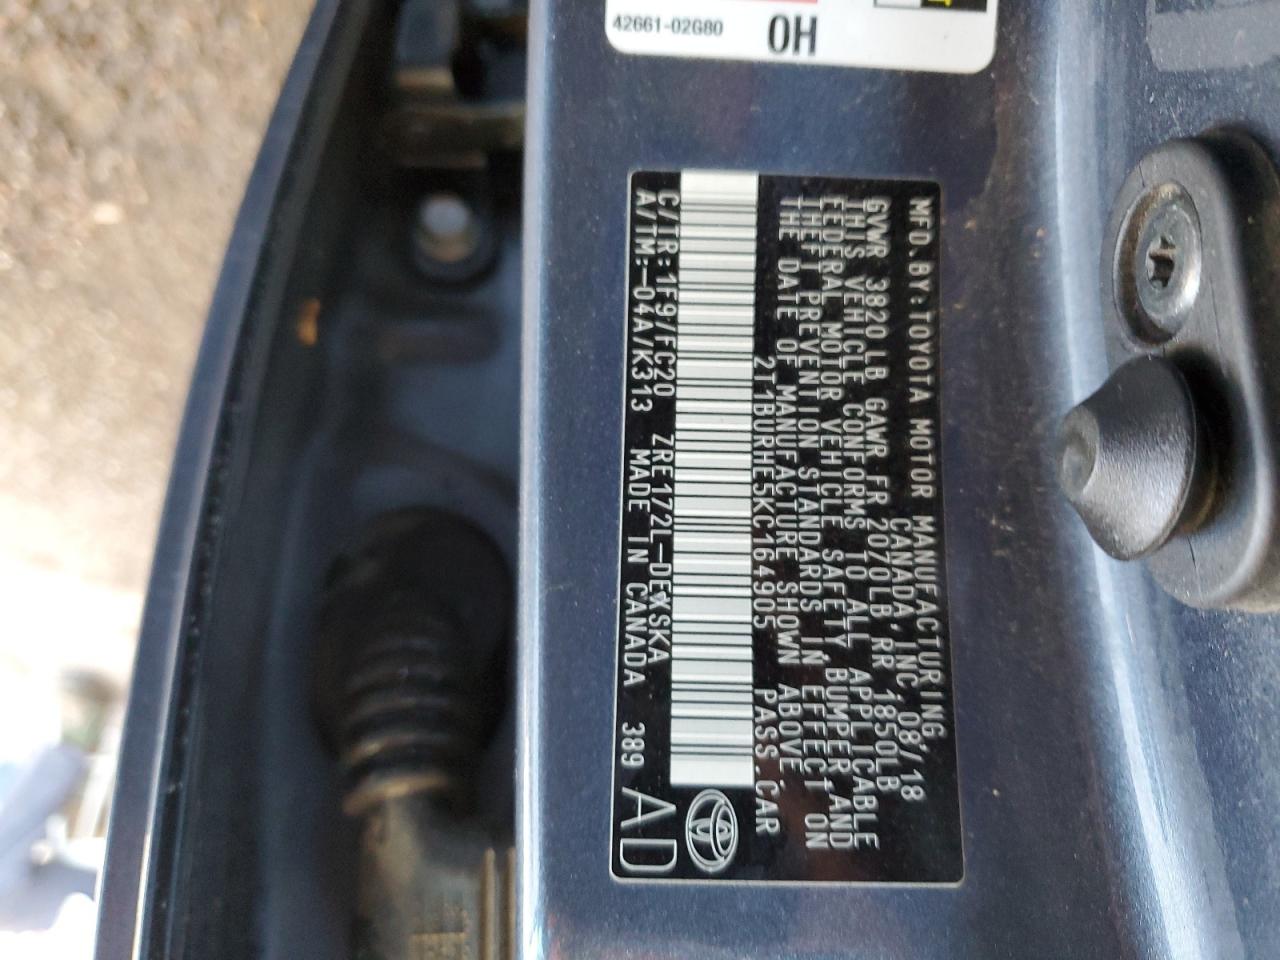 42661-02G80
OH
MFD.BY:TOYOTA MOTOR MANUFACTURING,
CANADA,INC. 08/18
GVWR 3820LB GAWR FR 2070LB,RR 1850LB
THIS VEHICLE CONFORMS TO ALL APPLICABLE
FEDERAL MOTOR VEHICLE SAFETY,BUMPER,AND
THEFT PREVENTION STANDARDS IN EFFECT ON
THE DATE OF MANUFACTURE SHOWN ABOVE.
2T1BURHE5KC164905 PASS.CAR
C/TR:1F9/FC20 ZRE172L-DEXSKA
A/TM:-04A/K313 MADE IN CANADA 389
AD